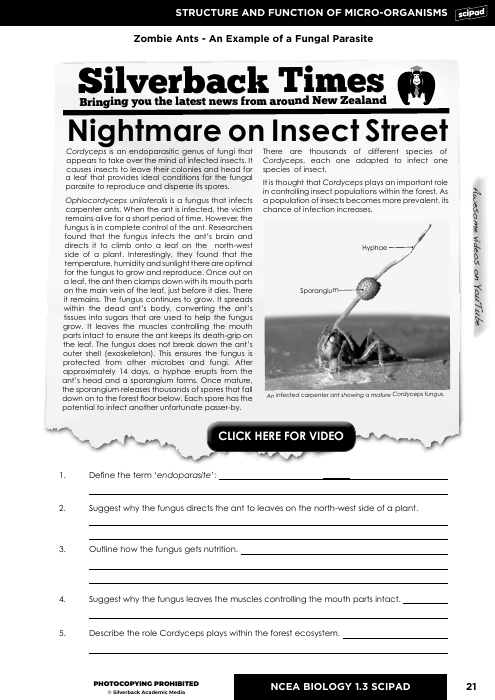 STRUCTURE AND FUNCTION OF MICRO-ORGANISMS
scipad
Zombie Ants - An Example of a Fungal Parasite
Silverback Times
Bringing you the latest news from around New Zealand
Nightmare on Insect Street
Cordyceps is an endoparasitic genus of fungi that
appears to take over the mind of infected insects. It
causes insects to leave their colonies and head for
a leaf that provides ideal conditions for the fungal
parasite to reproduce and disperse its spores.
Ophiocordyceps unilateralis is a fungus that infects
carpenter ants. When the ant is infected, the victim
remains alive for a short period of time. However, the
fungus is in complete control of the ant. Researchers
found that the fungus infects the ant's brain and
directs it to climb onto a leaf on the north-west
side of a plant. Interestingly, they found that the
temperature, humidity and sunlight there are optimal
for the fungus to grow and reproduce. Once out on
a leaf, the ant then clamps down with its mouth parts
on the main vein of the leaf, just before it dies. There
it remains. The fungus continues to grow. It spreads
within the dead ant's body, converting the ant's
tissues into sugars that are used to help the fungus
grow. It leaves the muscles controlling the mouth
parts intact to ensure the ant keeps its death-grip on
the leaf. The fungus does not break down the ant's
outer shell (exoskeleton). This ensures the fungus is
protected from other microbes and fungi. After
approximately 14 days, a hyphae erupts from the
ant's head and a sporangium forms. Once mature,
the sporangium releases thousands of spores that fall
down on to the forest floor below. Each spore has the
potential to infect another unfortunate passer-by.
There are thousands of different species of
Cordyceps, each one adapted to infect one
species of insect.
It is thought that Cordyceps plays an important role
in controlling insect populations within the forest. As
a population of insects becomes more prevalent, its
chance of infection increases.
Hyphae
Sporangium
An infected carpenter ant showing a mature Cordyceps fungus.
Awesome videos on YouTube
CLICK HERE FOR VIDEO
1. Define the term 'endoparasite':
2. Suggest why the fungus directs the ant to leaves on the north-west side of a plant.
3. Outline how the fungus gets nutrition.
4. Suggest why the fungus leaves the muscles controlling the mouth parts intact.
5. Describe the role Cordyceps plays within the forest ecosystem.
PHOTOCOPYING PROHIBITED
© Silverback Academic Media
NCEA BIOLOGY 1.3 SCIPAD
21